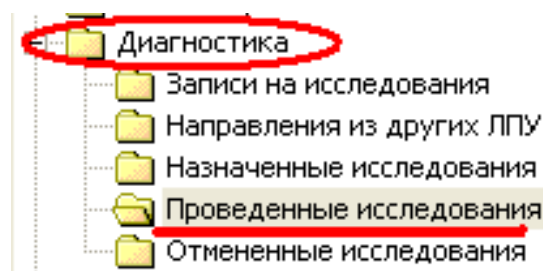 Диагностика
Записи на исследования
Направления из других ЛПУ
Назначенные исследования
Проведенные исследования
Отмененные исследования